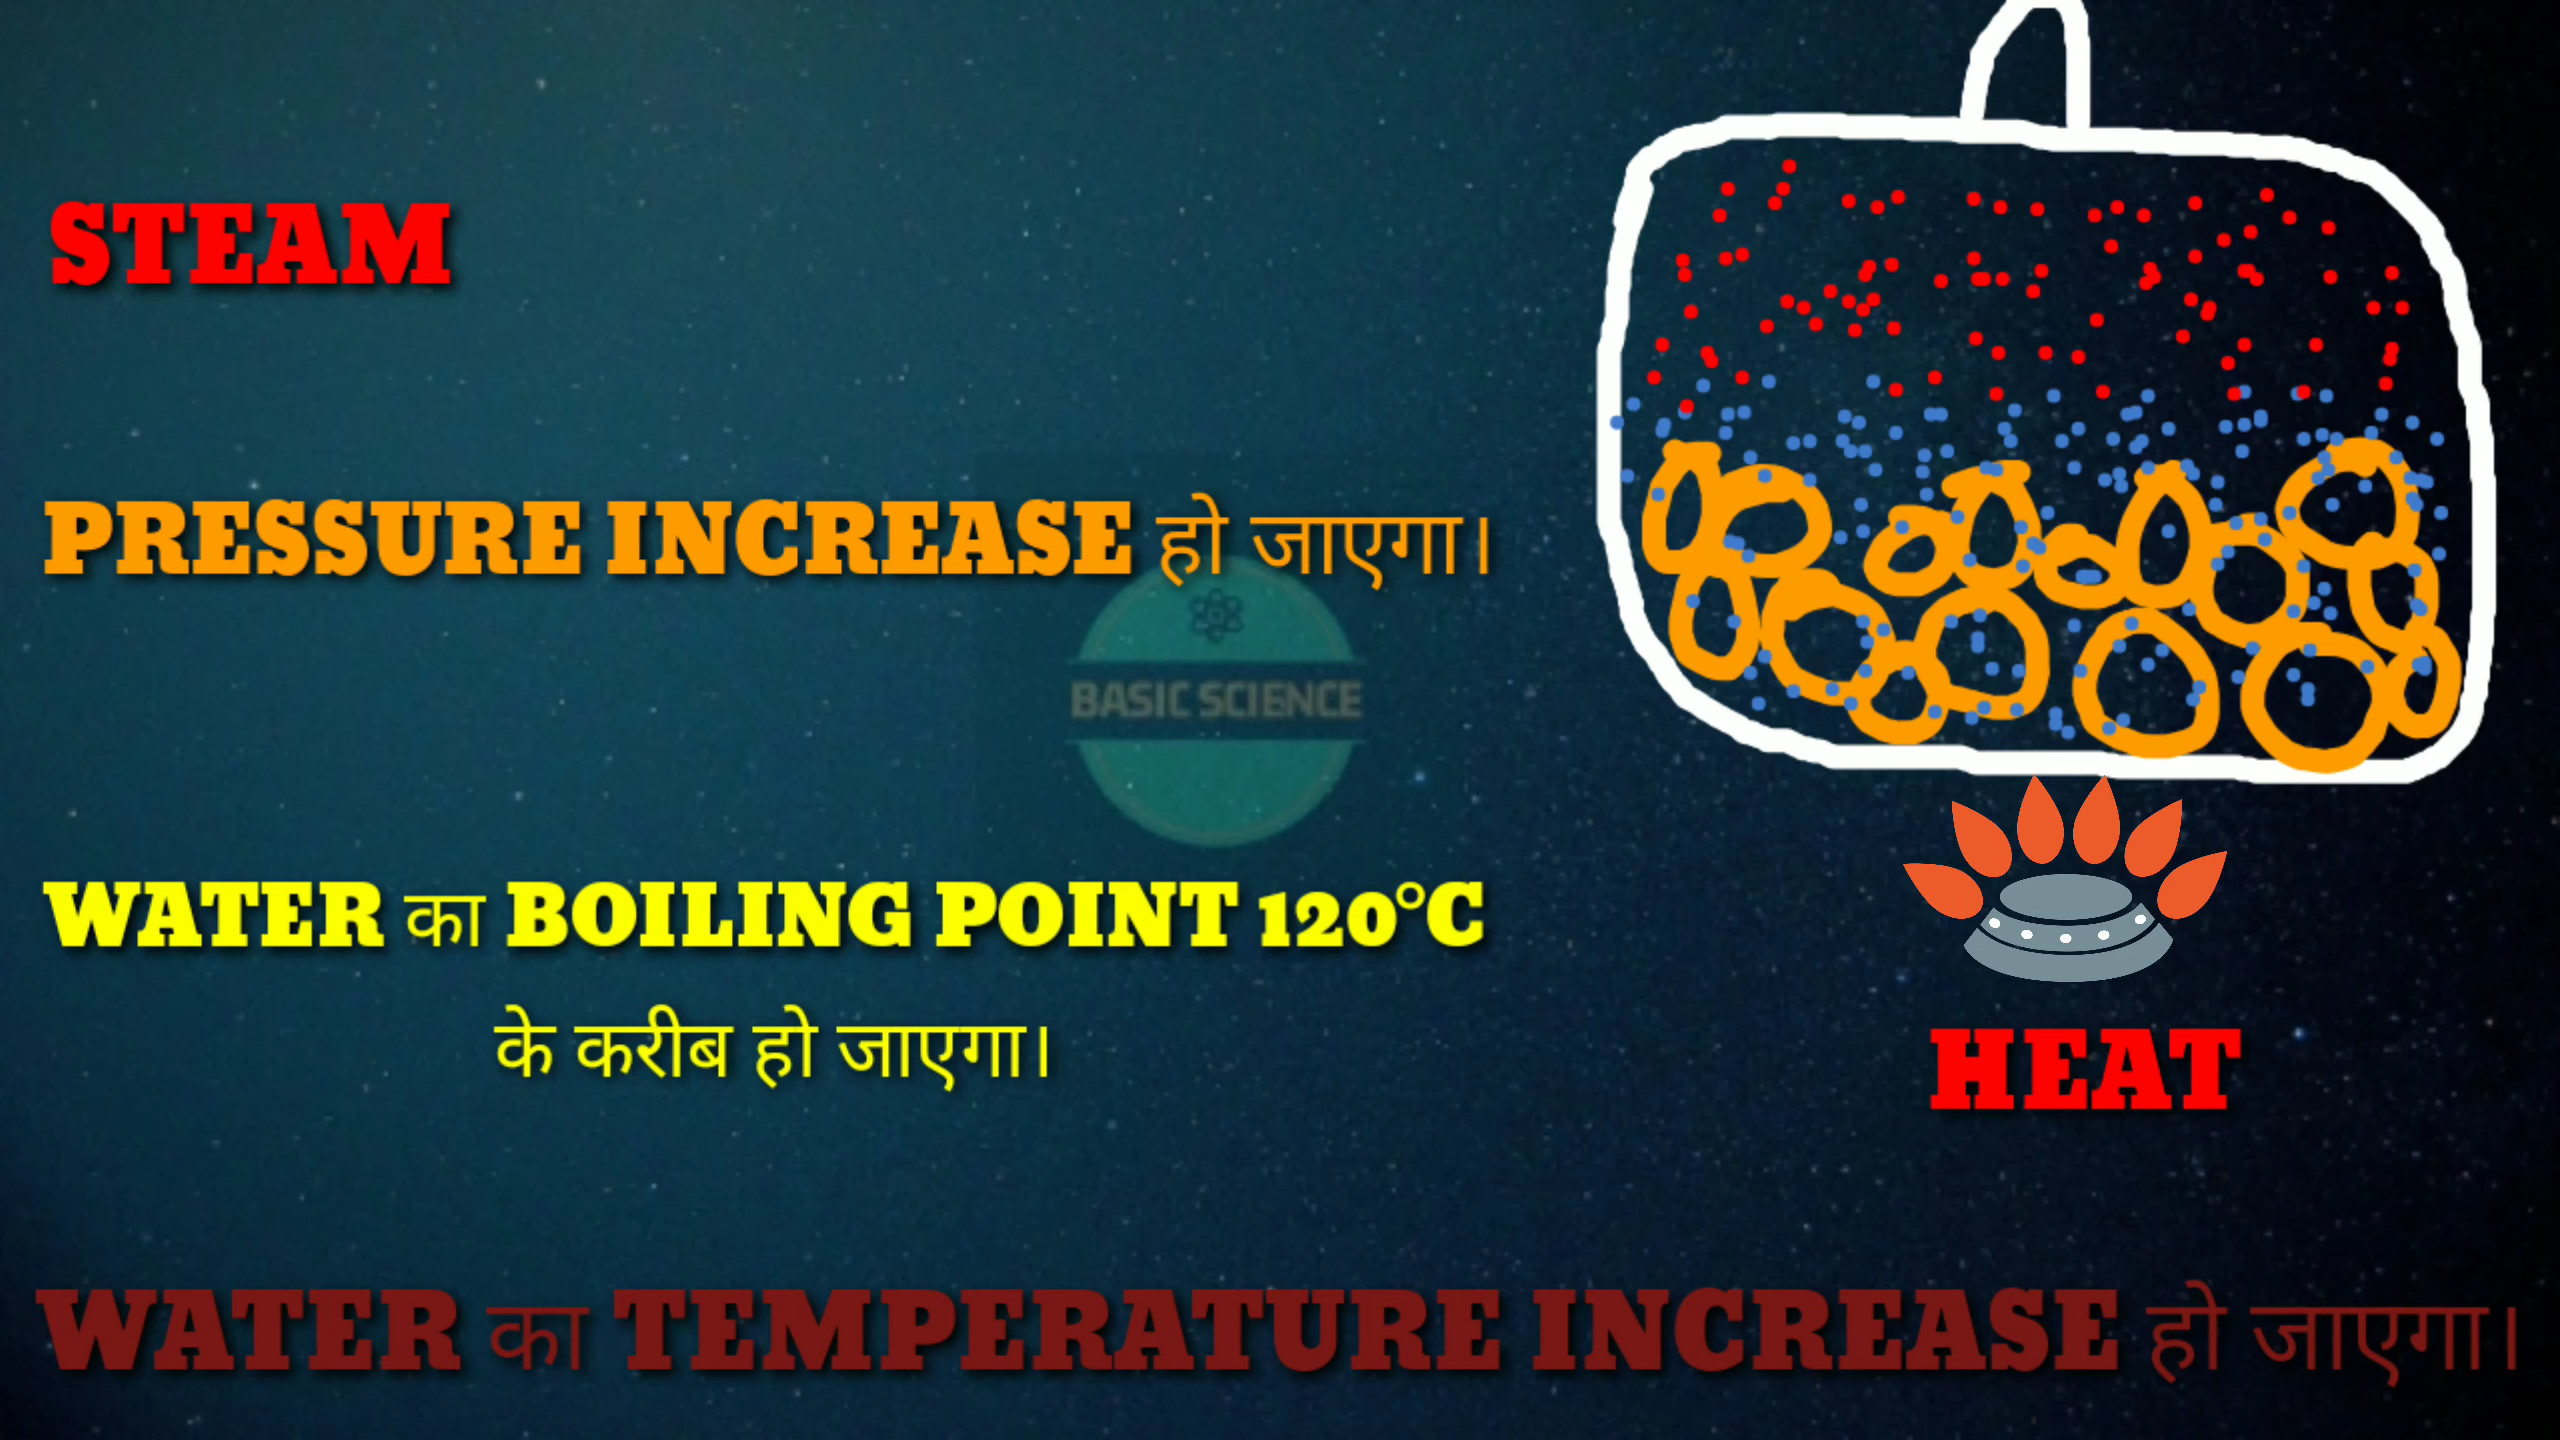 STEAM
PRESSURE INCREASE हो जाएगा।
BASIC SCIENCE
WATER का BOILING POINT 120°C
के करीब हो जाएगा।
HEAT
WATER का TEMPERATURE INCREASE हो जाएगा।